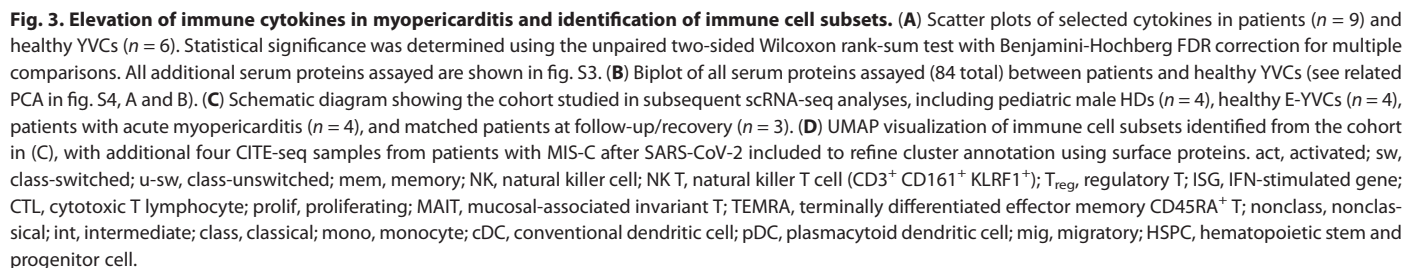 Fig. 3. Elevation of immune cytokines in myopericarditis and identification of immune cell subsets. (A) Scatter plots of selected cytokines in patients (n = 9) and
healthy YVCs (n = 6). Statistical significance was determined using the unpaired two-sided Wilcoxon rank-sum test with Benjamini-Hochberg FDR correction for multiple
comparisons. All additional serum proteins assayed are shown in fig. S3. (B) Biplot of all serum proteins assayed (84 total) between patients and healthy YVCs (see related
PCA in fig. S4, A and B). (C) Schematic diagram showing the cohort studied in subsequent scRNA-seq analyses, including pediatric male HDs (n = 4), healthy E-YVCs (n = 4),
patients with acute myopericarditis (n = 4), and matched patients at follow-up/recovery (n = 3). (D) UMAP visualization of immune cell subsets identified from the cohort
in (C), with additional four CITE-seq samples from patients with MIS-C after SARS-CoV-2 included to refine cluster annotation using surface proteins. act, activated; sw,
class-switched; u-sw, class-unswitched; mem, memory; NK, natural killer cell; NK T, natural killer T cell (CD3⁺ CD161⁺ KLRF1⁺); Treg, regulatory T; ISG, IFN-stimulated gene;
CTL, cytotoxic T lymphocyte; prolif, proliferating; MAIT, mucosal-associated invariant T; TEMRA, terminally differentiated effector memory CD45RA⁺ T; nonclass, nonclas-
sical; int, intermediate; class, classical; mono, monocyte; cDC, conventional dendritic cell; pDC, plasmacytoid dendritic cell; mig, migratory; HSPC, hematopoietic stem and
progenitor cell.